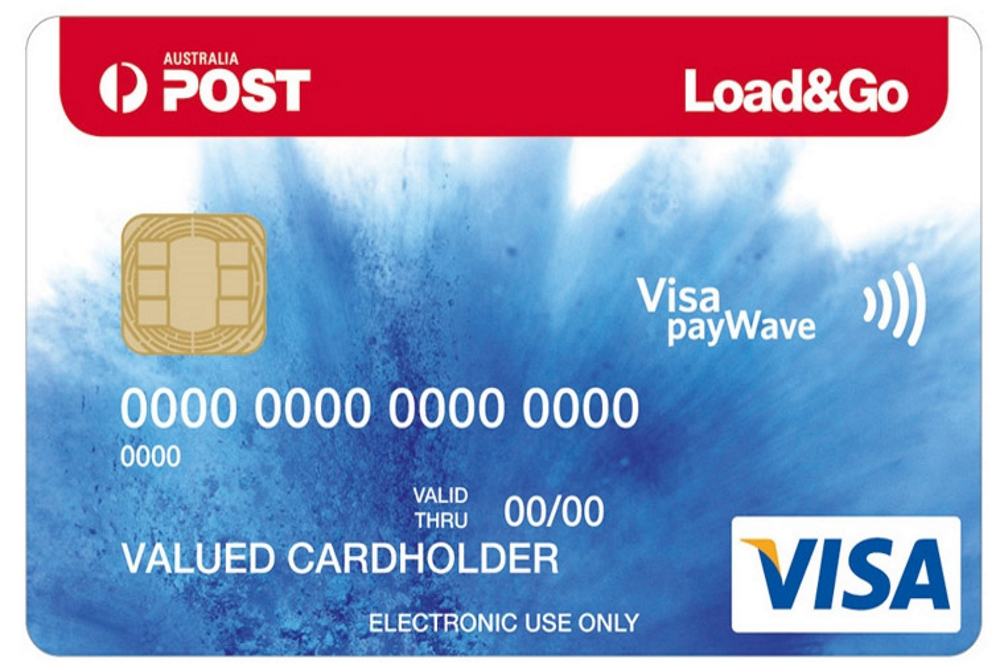 AUSTRALIA
POST
Load&Go
Visa
payWave
0000 0000 0000 0000
0000
VALID
THRU 00/00
VALUED CARDHOLDER
VISA
ELECTRONIC USE ONLY